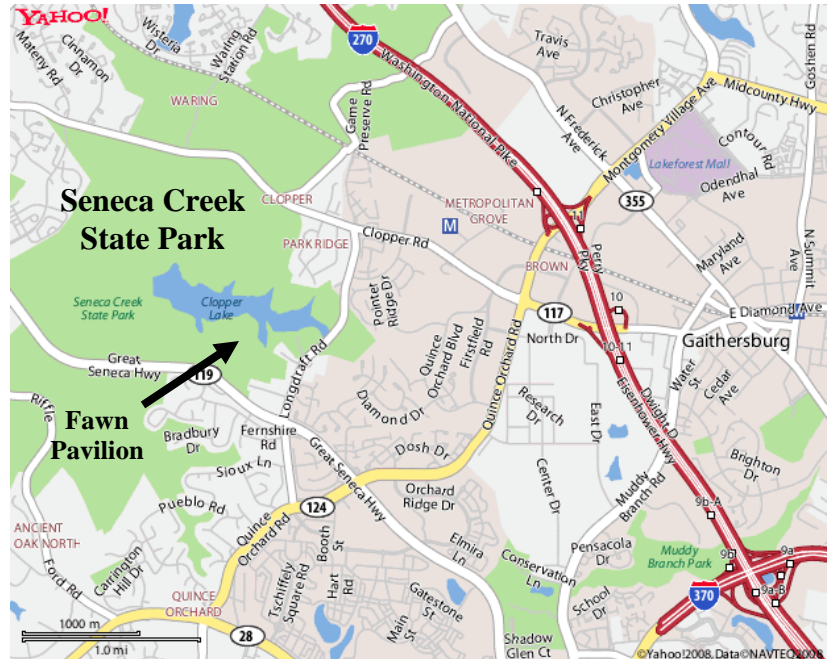 YAHOO!
Wisteria
Dr
Waring
Station Rd
Cinnamon
Dr
Mateny Rd
WARING
Game
Preserve Rd
270
Washington National Pike
Travis
Ave
Christopher
Ave
N Frederick
Ave
Montgomery Village Ave
Midcounty Hwy
Goshen Rd
Contour Rd
Lakeforest Mall
Odendhal
Ave
355
Seneca Creek
State Park
CLOPPER
METROPOLITAN
GROVE
M
11
PARK RIDGE
Clopper Rd
BROWN
Perry
Pky
Maryland
Ave
N Summit
Ave
Seneca Creek
State Park
Clopper
Lake
Pointer
Ridge Dr
117
10
E Diamond Ave
North Dr
Gaithersburg
10-11
Great
Seneca Hwy
119
Longdraft Rd
Quince
Orchard Blvd
Firstfield
Rd
Quince Orchard Rd
Water
St
Cedar
Ave
Dwight D
Eisenhower Hwy
Riffle
Ford Rd
Fawn
Pavilion
Diamond Dr
Research
Dr
East Dr
Bradbury
Dr
Fernshire
Rd
Great Seneca Hwy
Dosh Dr
Sioux Ln
Center Dr
Muddy
Branch Rd
Brighton
Dr
Pueblo Rd
124
Orchard
Ridge Dr
9b-A
ANCIENT
OAK NORTH
Quince
Orchard Rd
Booth
St
Elmira
Ln
Conservation
Ln
Pensacola
Dr
Muddy
Branch Park
9b
9a
Carrington
Hill Dr
Tschiffely
Square Rd
Hart
Rd
Gatestone
St
School
Dr
370
9a-B
QUINCE
ORCHARD
Main
St
28
Shadow
Glen Ct
1000 m
1.0 mi
©Yahoo!2008, Data©NAVTEQ2008